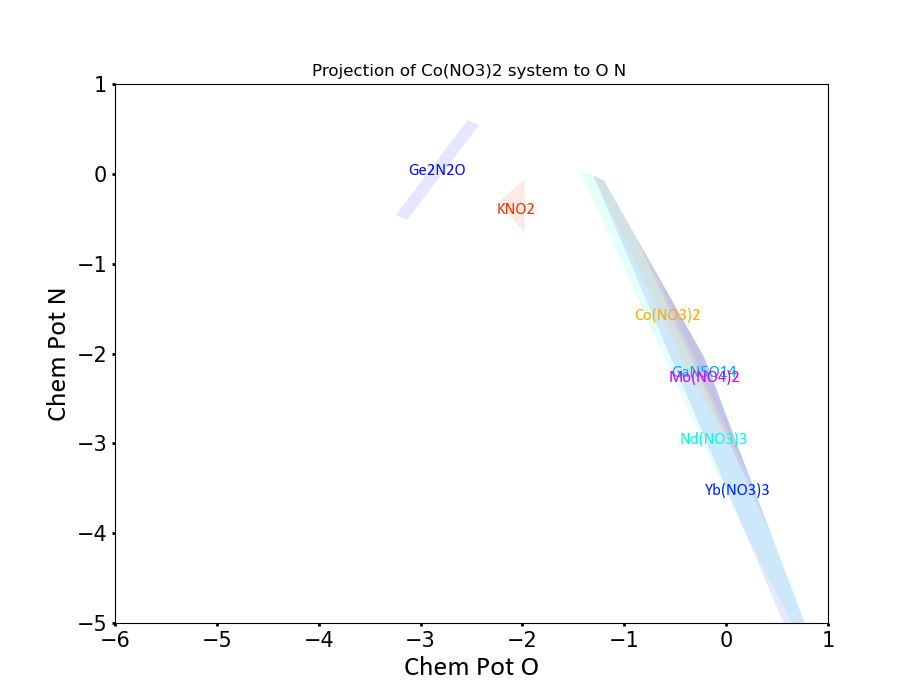 Projection of Co(NO3)2 system to O N
1
0
−1
−2
−3
−4
−5
Chem Pot N
Ge2N2O
KNO2
Co(NO3)2
GaN5O14
Mo(NO4)2
Nd(NO3)3
Yb(NO3)3
−6
−5
−4
−3
−2
−1
0
1
Chem Pot O